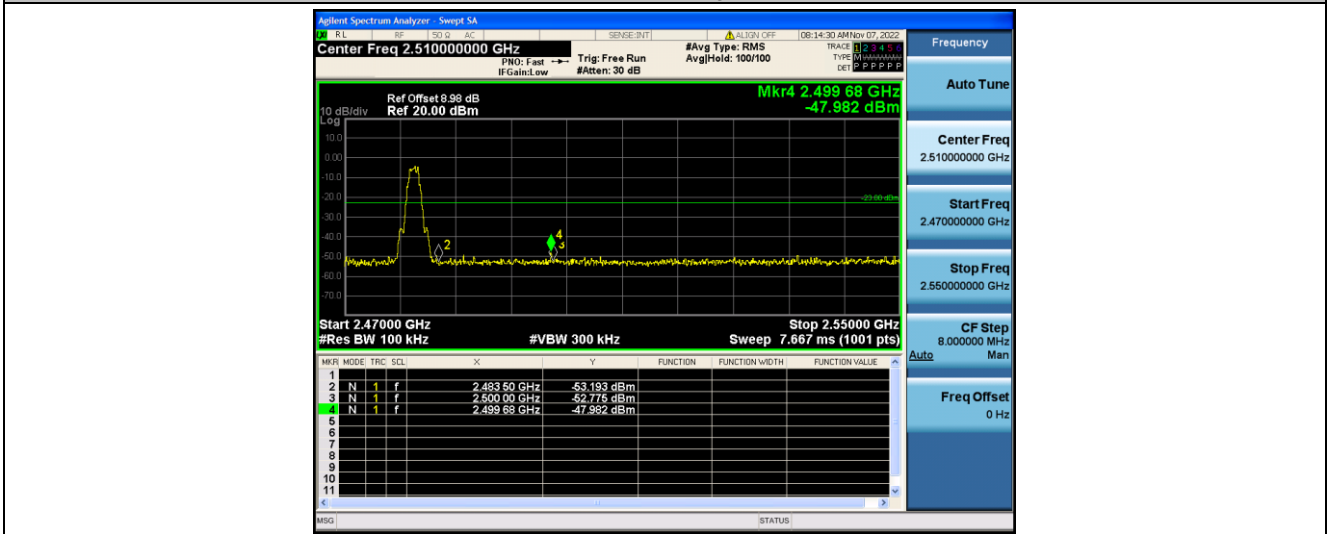 Agilent Spectrum Analyzer - Swept SA
RL RF 50 Ω AC SENSE:INT ALIGN OFF 08:14:30 AM Nov 07, 2022
Center Freq 2.510000000 GHz
PNO: Fast
IFGain:Low
Trig: Free Run
#Atten: 30 dB
#Avg Type: RMS
Avg|Hold: 100/100
TRACE 1 2 3 4 5 6
TYPE M
DET P P P P P P
Mkr4 2.499 68 GHz
-47.982 dBm
Ref Offset 8.98 dB
10 dB/div Ref 20.00 dBm
Log
10.0
0.00
-10.0
-20.0
-30.0
-40.0
-50.0
-60.0
-70.0
-23.00 dBm
2
4
3
Start 2.47000 GHz Stop 2.55000 GHz
#Res BW 100 kHz #VBW 300 kHz Sweep 7.667 ms (1001 pts)
MKR MODE TRC SCL X Y FUNCTION FUNCTION WIDTH FUNCTION VALUE
1
2 N 1 f 2.483 50 GHz -53.193 dBm
3 N 1 f 2.500 00 GHz -52.775 dBm
4 N 1 f 2.499 68 GHz -47.982 dBm
5
6
7
8
9
10
11
MSG STATUS
Frequency
Auto Tune
Center Freq
2.510000000 GHz
Start Freq
2.470000000 GHz
Stop Freq
2.550000000 GHz
CF Step
8.000000 MHz
Auto Man
Freq Offset
0 Hz